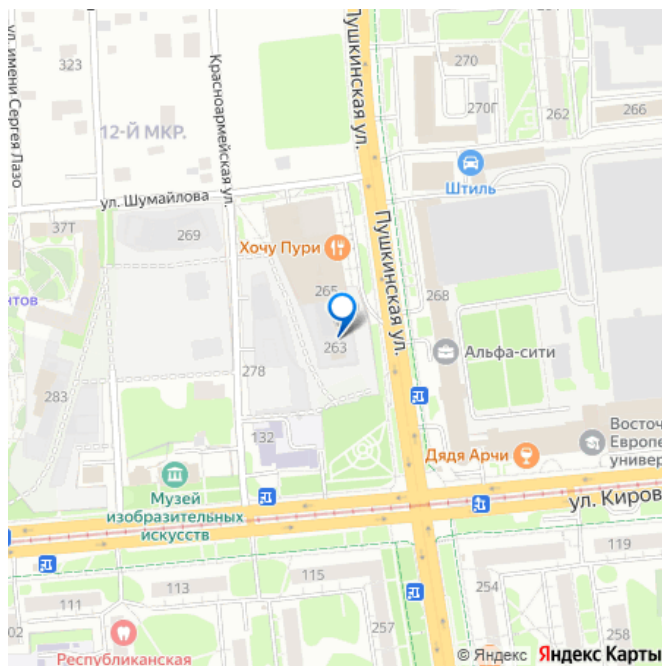 ул. имени Сергея Лазо
323
12-Й МКР.
Красноармейская ул.
Пушкинская ул.
270
270Г
262
266
Штиль
ул. Шумайлова
37Т
269
Хочу Пури
265
263
Пушкинская ул.
268
Альфа-сити
278
283
132
Дядя Арчи
Восточ
Европе
универ
Музей
изобразительных
искусств
ул. Киров
119
115
113
111
254
257
258
Республиканская
© Яндекс Яндекс Карты